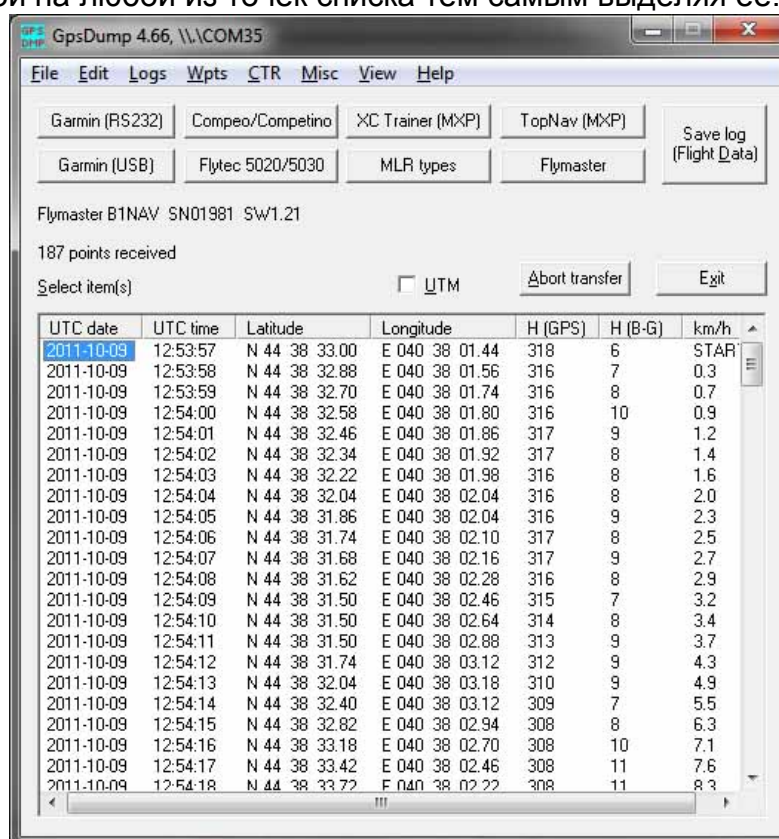 й на любой из точек списка тем самым выделяя ее.
GPS DMP GpsDump 4.66, \\.\COM35
File Edit Logs Wpts CTR Misc View Help
Garmin (RS232) Compeo/Competino XC Trainer (MXP) TopNav (MXP) Save log (Flight Data)
Garmin (USB) Flytec 5020/5030 MLR types Flymaster
Flymaster B1NAV SN01981 SW1.21
187 points received
Select item(s) UTM Abort transfer Exit
UTC date UTC time Latitude Longitude H (GPS) H (B-G) km/h
2011-10-09 12:53:57 N 44 38 33.00 E 040 38 01.44 318 6 STAR
2011-10-09 12:53:58 N 44 38 32.88 E 040 38 01.56 316 7 0.3
2011-10-09 12:53:59 N 44 38 32.70 E 040 38 01.74 316 8 0.7
2011-10-09 12:54:00 N 44 38 32.58 E 040 38 01.80 316 10 0.9
2011-10-09 12:54:01 N 44 38 32.46 E 040 38 01.86 317 9 1.2
2011-10-09 12:54:02 N 44 38 32.34 E 040 38 01.92 317 8 1.4
2011-10-09 12:54:03 N 44 38 32.22 E 040 38 01.98 316 8 1.6
2011-10-09 12:54:04 N 44 38 32.04 E 040 38 02.04 316 8 2.0
2011-10-09 12:54:05 N 44 38 31.86 E 040 38 02.04 316 9 2.3
2011-10-09 12:54:06 N 44 38 31.74 E 040 38 02.10 317 8 2.5
2011-10-09 12:54:07 N 44 38 31.68 E 040 38 02.16 317 9 2.7
2011-10-09 12:54:08 N 44 38 31.62 E 040 38 02.28 316 8 2.9
2011-10-09 12:54:09 N 44 38 31.50 E 040 38 02.46 315 7 3.2
2011-10-09 12:54:10 N 44 38 31.50 E 040 38 02.64 314 8 3.4
2011-10-09 12:54:11 N 44 38 31.50 E 040 38 02.88 313 9 3.7
2011-10-09 12:54:12 N 44 38 31.74 E 040 38 03.12 312 9 4.3
2011-10-09 12:54:13 N 44 38 32.04 E 040 38 03.18 310 9 4.9
2011-10-09 12:54:14 N 44 38 32.40 E 040 38 03.12 309 7 5.5
2011-10-09 12:54:15 N 44 38 32.82 E 040 38 02.94 308 8 6.3
2011-10-09 12:54:16 N 44 38 33.18 E 040 38 02.70 308 10 7.1
2011-10-09 12:54:17 N 44 38 33.42 E 040 38 02.46 308 11 7.6
2011-10-09 12:54:18 N 44 38 33.72 E 040 38 02.22 308 11 8.3